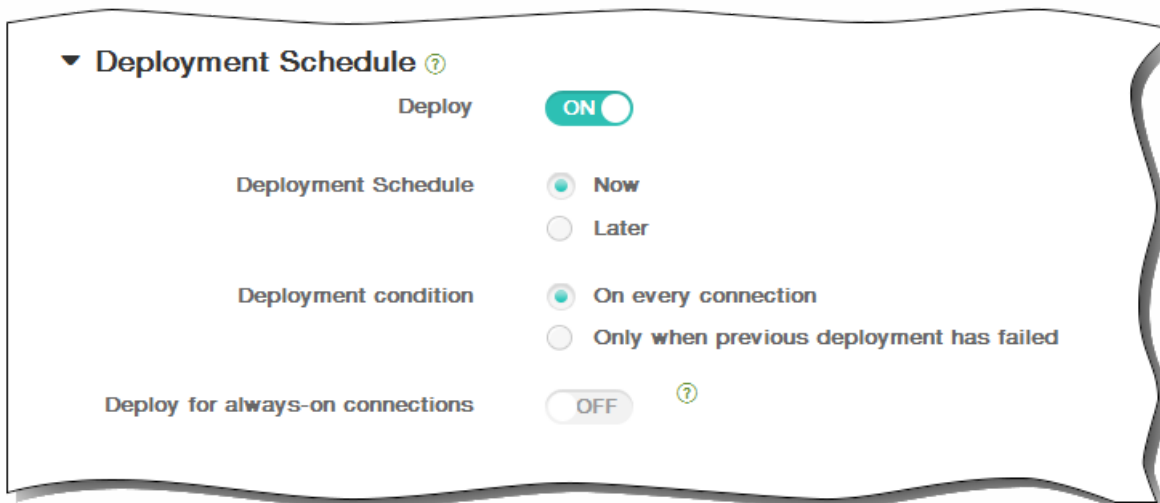 Deployment Schedule ?
Deploy ON
Deployment Schedule Now
Later
Deployment condition On every connection
Only when previous deployment has failed
Deploy for always-on connections OFF ?